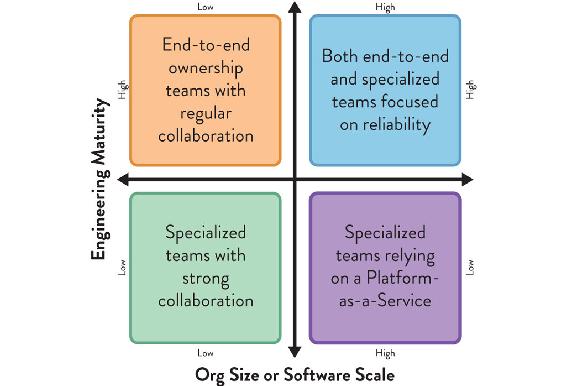 Low
High
End-to-end
ownership
teams with
regular
collaboration
Both end-to-end
and specialized
teams focused
on reliability
High
High
Engineering Maturity
Specialized
teams with
strong
collaboration
Specialized
teams relying
on a Platform-
as-a-Service
Low
Low
Low
High
Org Size or Software Scale